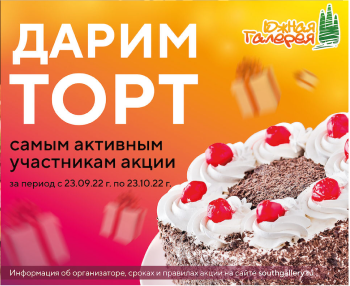 ДАРИМ
Южная
Галерея
ТОРТ
самым активным
участникам акции
за период с 23.09.22 г. по 23.10.22 г.
Информация об организаторе, сроках и правилах акции на сайте southgallery.ru